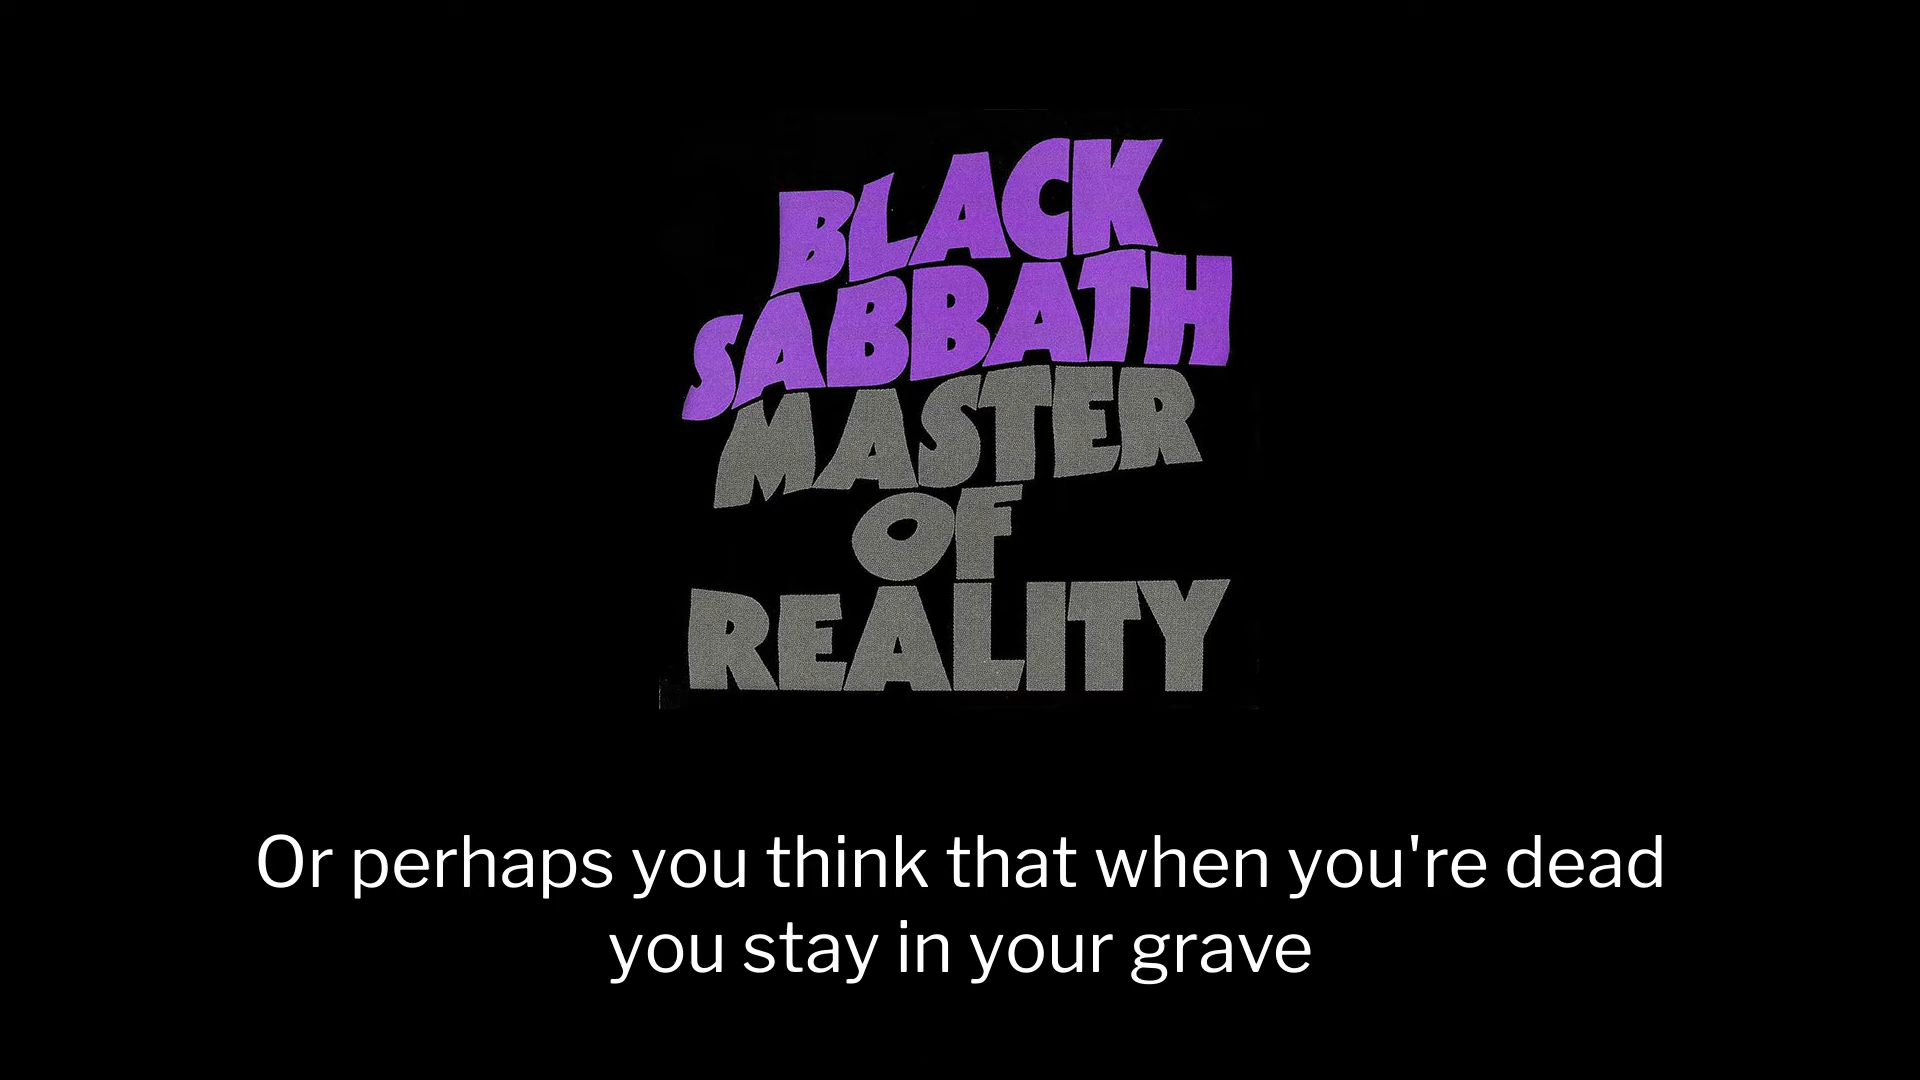 BLACK
SABBATH
MASTER
OF
REALITY
Or perhaps you think that when you're dead
you stay in your grave